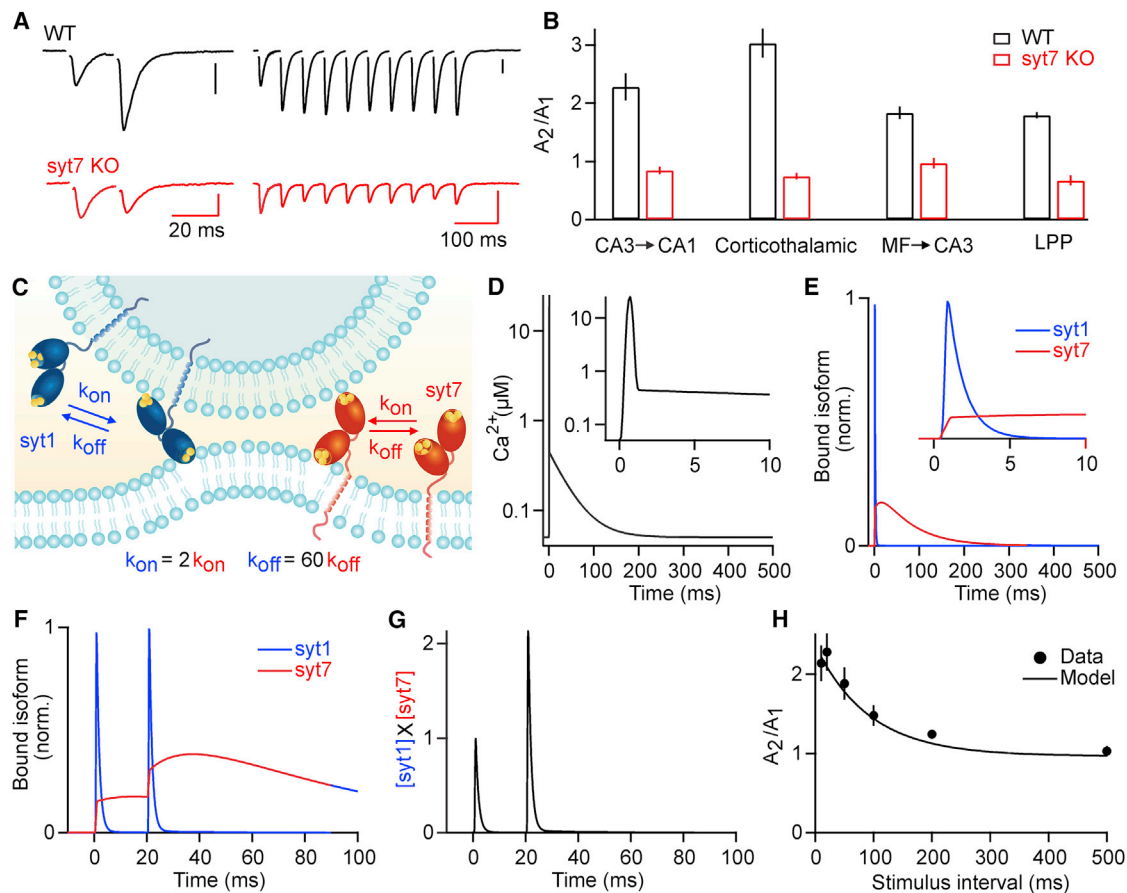 A
WT
syt7 KO
20 ms
100 ms
B
A2/A1
3
2
1
0
WT
syt7 KO
CA3→CA1
Corticothalamic
MF→CA3
LPP
C
kon
koff
syt1
kon
koff
syt7
kon = 2 kon
koff = 60 koff
D
Ca2+(μM)
10
1
0.1
10
1
0.1
0
5
10
0 100 200 300 400 500
Time (ms)
E
Bound isoform
(norm.)
1
0
syt1
syt7
0
5
10
0 100 200 300 400 500
Time (ms)
F
Bound isoform
(norm.)
1
0
syt1
syt7
0 20 40 60 80 100
Time (ms)
G
[syt1]X[syt7]
2
1
0
0 20 40 60 80 100
Time (ms)
H
A2/A1
2
1
0
Data
Model
0 100 200 300 400 500
Stimulus interval (ms)